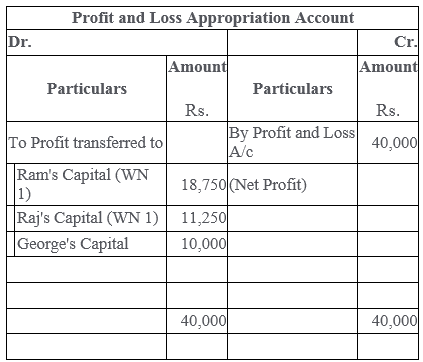 Profit and Loss Appropriation Account
Dr. Cr.
Amount Amount
Particulars Particulars
Rs. Rs.
To Profit transferred to By Profit and Loss 40,000
A/c
Ram's Capital (WN 18,750 (Net Profit)
1)
Raj's Capital (WN 1) 11,250
George's Capital 10,000
40,000 40,000